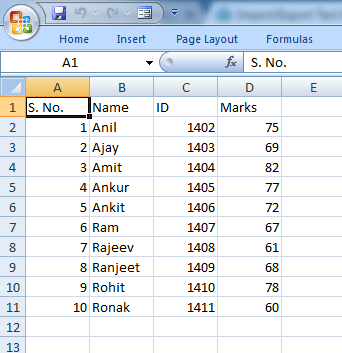 Home Insert Page Layout Formulas
A1 fx S. No.
A B C D E
1 S. No. Name ID Marks
2 1 Anil 1402 75
3 2 Ajay 1403 69
4 3 Amit 1404 82
5 4 Ankur 1405 77
6 5 Ankit 1406 72
7 6 Ram 1407 67
8 7 Rajeev 1408 61
9 8 Ranjeet 1409 68
10 9 Rohit 1410 78
11 10 Ronak 1411 60
12
13